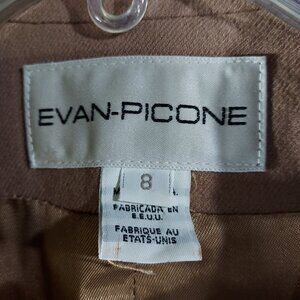 EVAN-PICONE
8
FABRICADA EN
E.E.U.U.
FABRIQUE AU
ETATS-UNIS